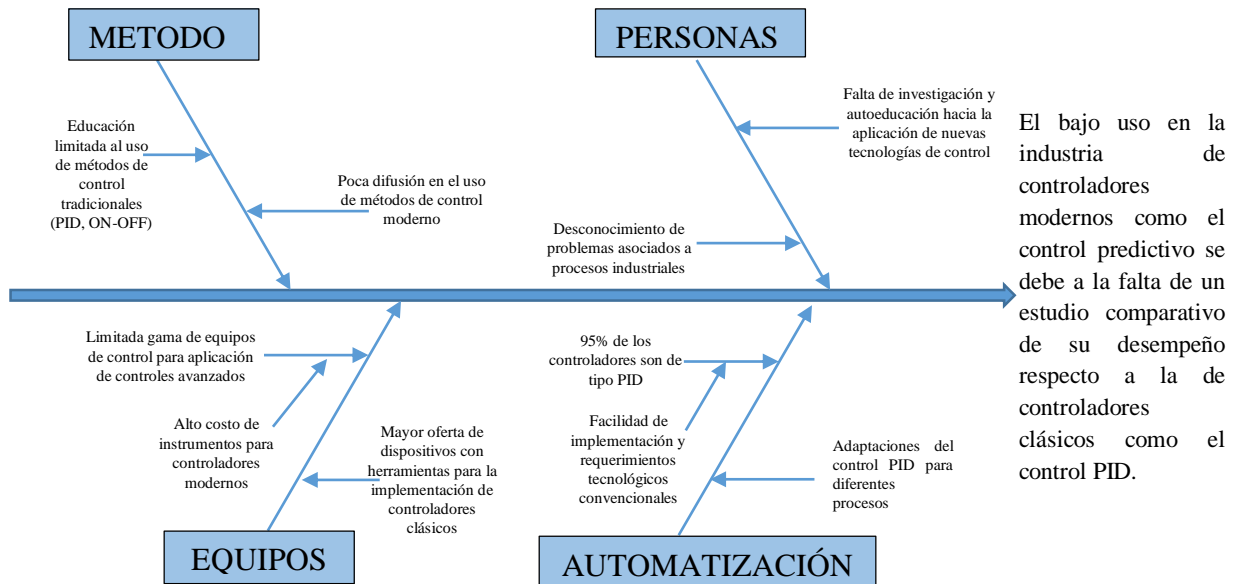 METODO
PERSONAS
Educación
limitada al uso
de métodos de
control
tradicionales
(PID, ON-OFF)
Poca difusión en el uso
de métodos de control
moderno
Falta de investigación y
autoeducación hacia la
aplicación de nuevas
tecnologías de control
Desconocimiento de
problemas asociados a
procesos industriales
El bajo uso en la
industria de
controladores
modernos como el
control predictivo se
debe a la falta de un
estudio comparativo
de su desempeño
respecto a la de
controladores
clásicos como el
control PID.
Limitada gama de equipos
de control para aplicación
de controles avanzados
Alto costo de
instrumentos para
controladores
modernos
Mayor oferta de
dispositivos con
herramientas para la
implementación de
controladores
clásicos
95% de los
controladores son de
tipo PID
Facilidad de
implementación y
requerimientos
tecnológicos
convencionales
Adaptaciones del
control PID para
diferentes
procesos
EQUIPOS
AUTOMATIZACIÓN